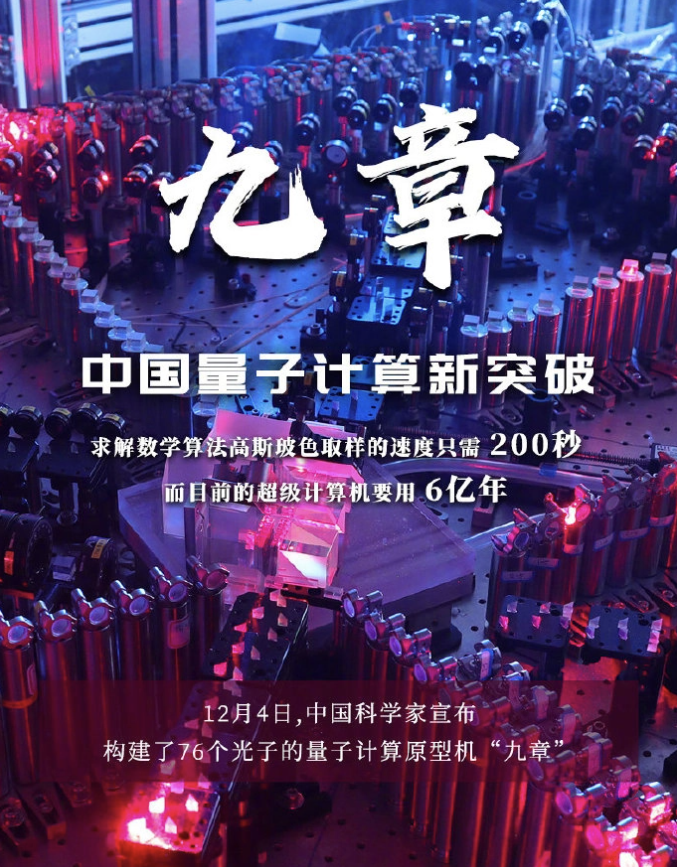 九章
中国量子计算新突破
求解数学算法高斯玻色取样的速度只需 200秒
而目前的超级计算机要用 6亿年
12月4日,中国科学家宣布
构建了76个光子的量子计算原型机“九章”